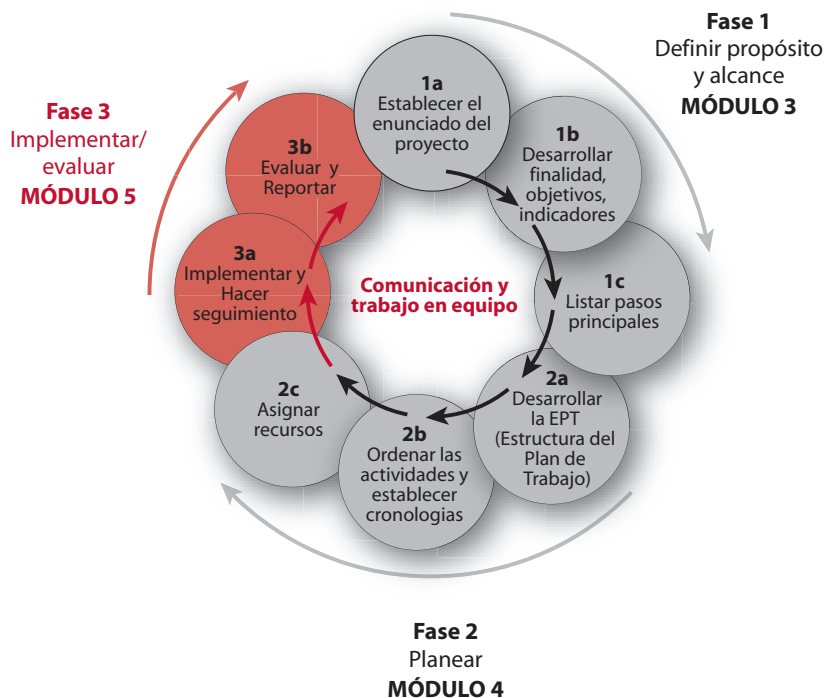 Fase 1
Definir propósito
y alcance
MÓDULO 3
1a
Establecer el
enunciado del
proyecto
1b
Desarrollar
finalidad,
objetivos,
indicadores
1c
Listar pasos
principales
2a
Desarrollar
la EPT
(Estructura del
Plan de
Trabajo)
2b
Ordenar las
actividades y
establecer
cronologias
2c
Asignar
recursos
3a
Implementar y
Hacer
seguimiento
3b
Evaluar y
Reportar
Fase 3
Implementar/
evaluar
MÓDULO 5
Comunicación y
trabajo en equipo
Fase 2
Planear
MÓDULO 4